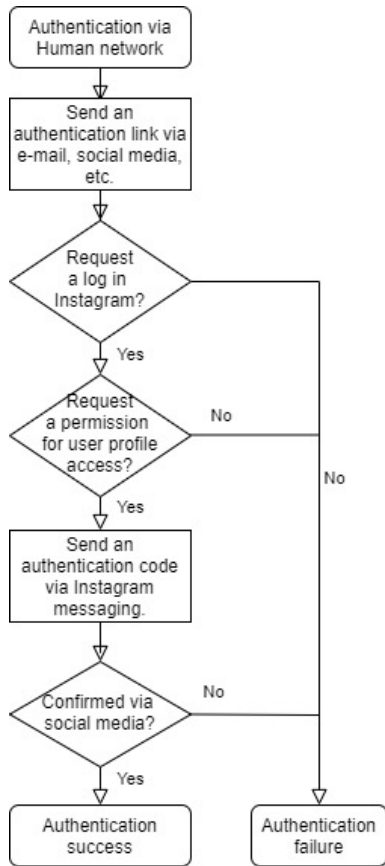 Authentication via
Human network
Send an
authentication link via
e-mail, social media,
etc.
Request
a log in
Instagram?
Yes
Request
a permission
for user profile
access?
No
No
Yes
Send an
authentication code
via Instagram
messaging.
Confirmed via
social media?
No
Yes
Authentication
success
Authentication
failure